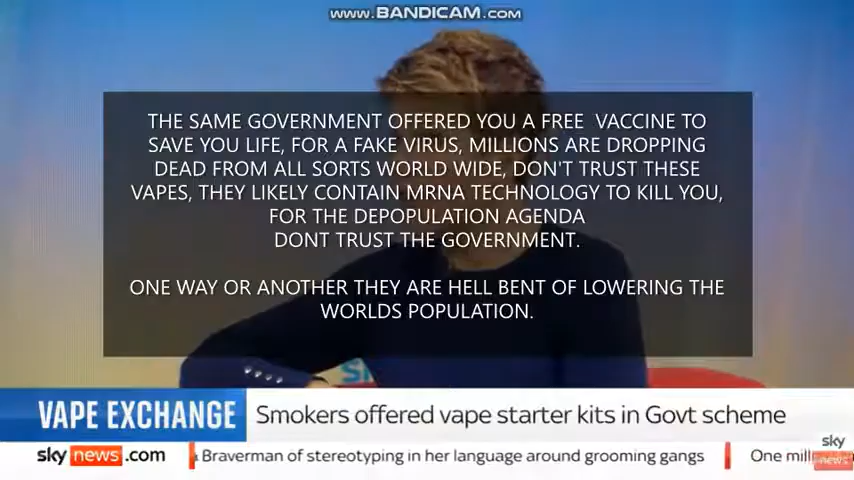 www.BANDICAM.com
THE SAME GOVERNMENT OFFERED YOU A FREE VACCINE TO
SAVE YOU LIFE, FOR A FAKE VIRUS, MILLIONS ARE DROPPING
DEAD FROM ALL SORTS WORLD WIDE, DON'T TRUST THESE
VAPES, THEY LIKELY CONTAIN MRNA TECHNOLOGY TO KILL YOU,
FOR THE DEPOPULATION AGENDA
DONT TRUST THE GOVERNMENT.
ONE WAY OR ANOTHER THEY ARE HELL BENT OF LOWERING THE
WORLDS POPULATION.
VAPE EXCHANGE
Smokers offered vape starter kits in Govt scheme
sky news.com
Braverman of stereotyping in her language around grooming gangs
One
sky
news